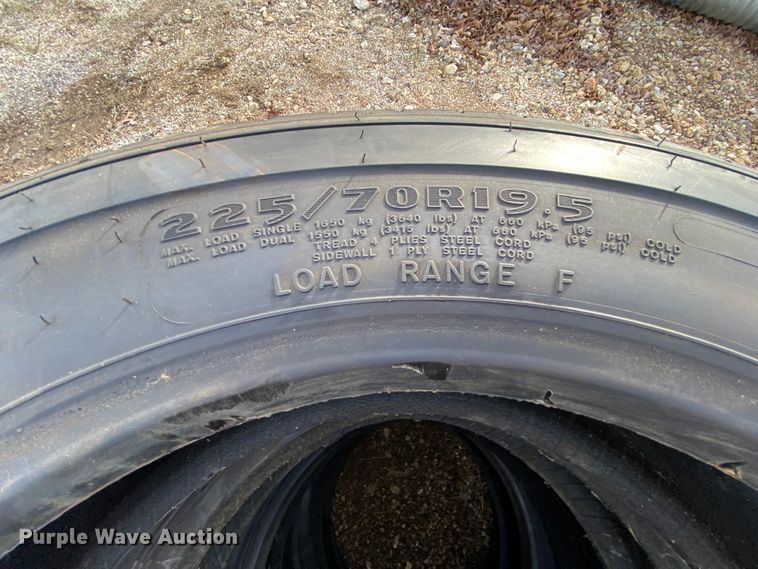 225/70R19.5
MAX. LOAD SINGLE 1650 kg (3640 lbs) AT 660 kPa (95 psi) COLD
MAX. LOAD DUAL 1550 kg (3415 lbs) AT 660 kPa (95 psi) COLD
TREAD 4 PLIES STEEL CORD
SIDEWALL 1 PLY STEEL CORD
LOAD RANGE F
Purple Wave Auction